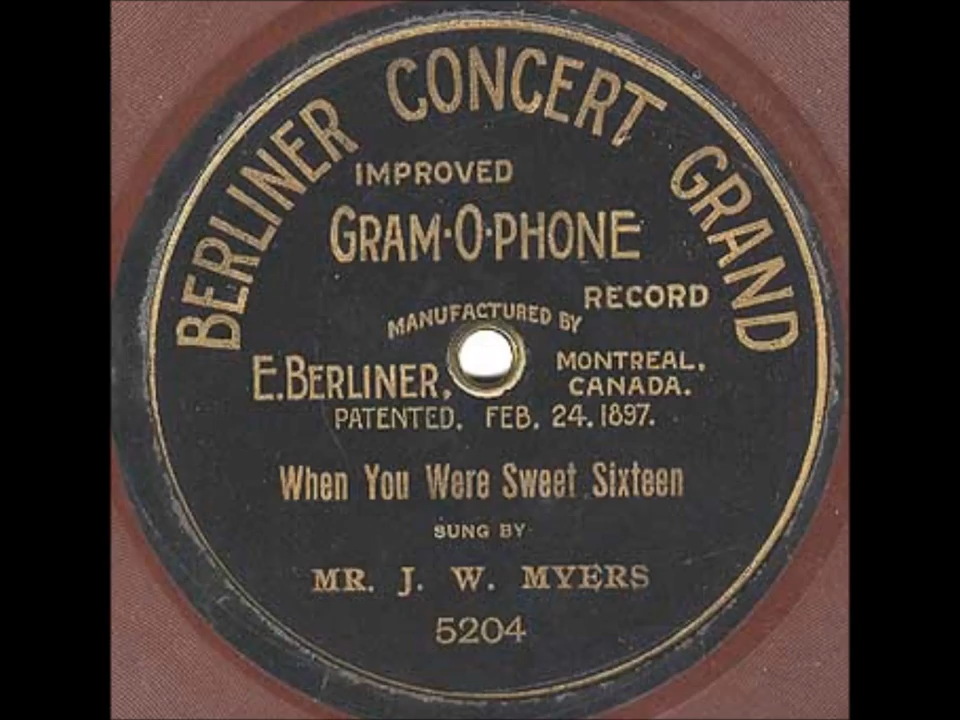 BERLINER CONCERT GRAND
IMPROVED
GRAM·O·PHONE
RECORD
MANUFACTURED BY
E. BERLINER, MONTREAL, CANADA.
PATENTED. FEB. 24. 1897.
When You Were Sweet Sixteen
SUNG BY
MR. J. W. MYERS
5204